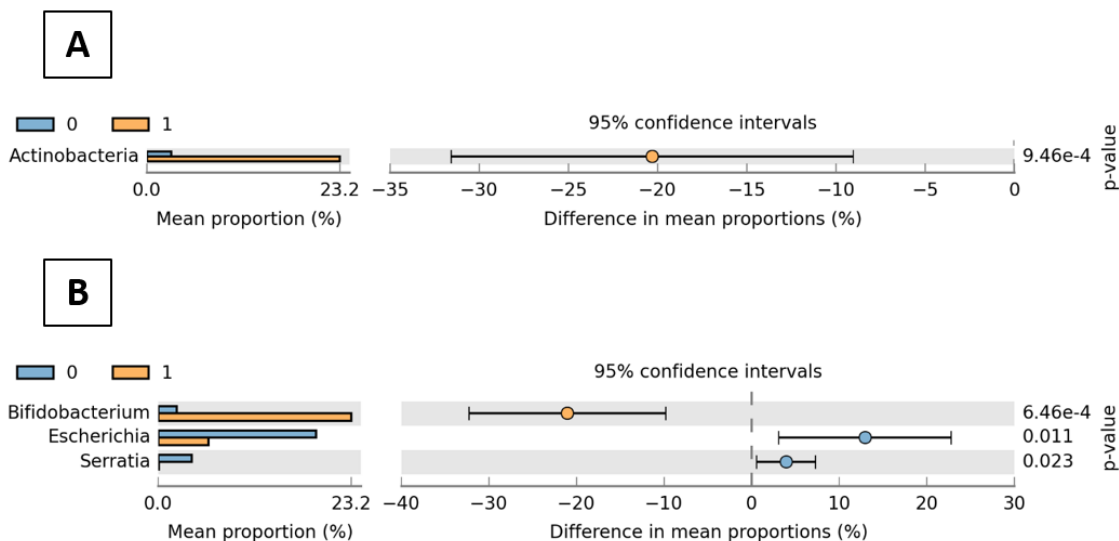 A
0 1
95% confidence intervals
Actinobacteria
9.46e-4
p-value
0.0 23.2
−35 −30 −25 −20 −15 −10 −5 0
Mean proportion (%)
Difference in mean proportions (%)
B
0 1
95% confidence intervals
Bifidobacterium
6.46e-4
Escherichia
0.011
Serratia
0.023
p-value
0.0 23.2
−40 −30 −20 −10 0 10 20 30
Mean proportion (%)
Difference in mean proportions (%)